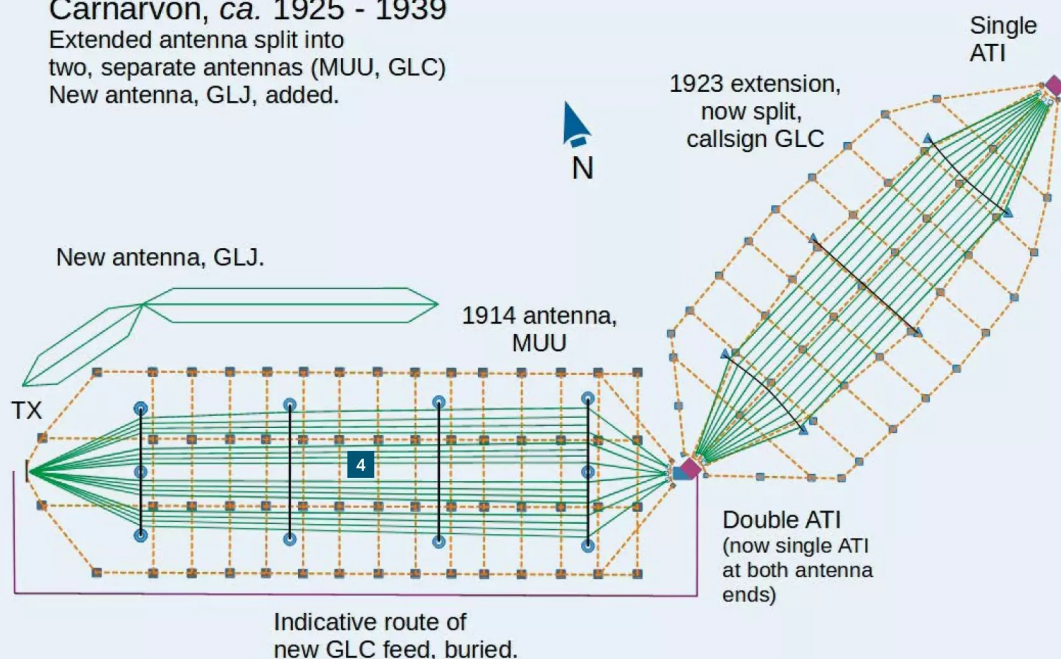 Carnarvon, ca. 1925 - 1939
Extended antenna split into
two, separate antennas (MUU, GLC)
New antenna, GLJ, added.
Single
ATI
1923 extension,
now split,
callsign GLC
N
New antenna, GLJ.
1914 antenna,
MUU
TX
4
Double ATI
(now single ATI
at both antenna
ends)
Indicative route of
new GLC feed, buried.